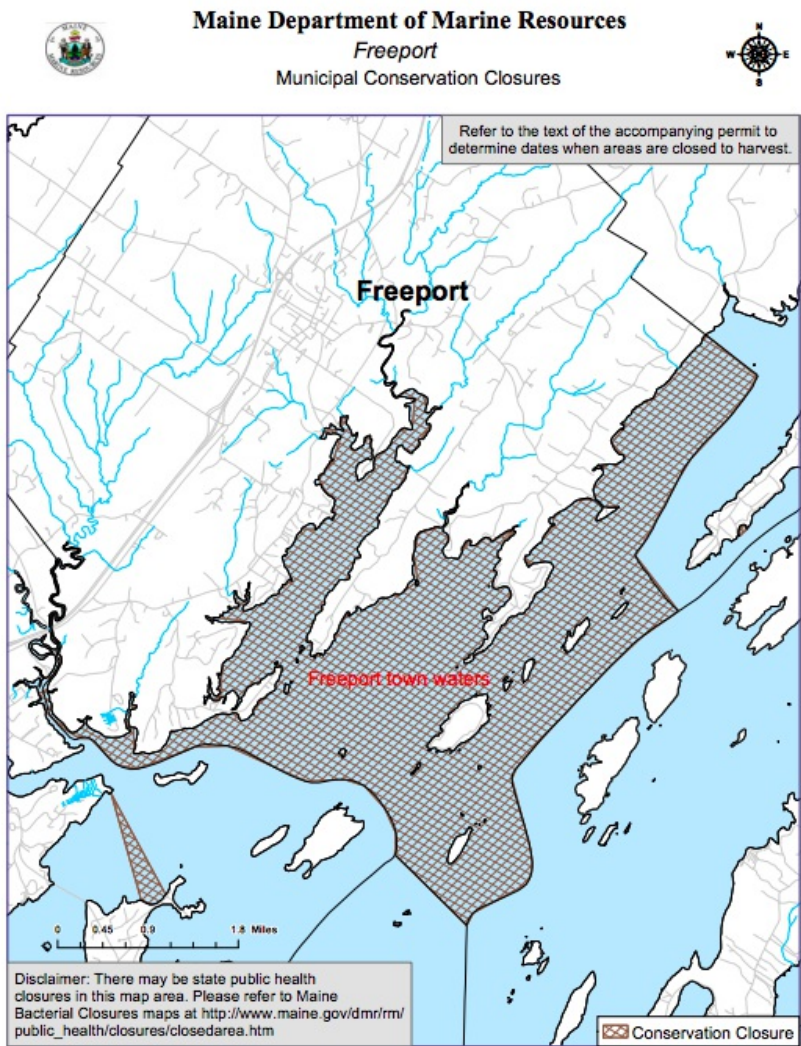 Maine Department of Marine Resources
Freeport
Municipal Conservation Closures
N
W
E
S
Refer to the text of the accompanying permit to
determine dates when areas are closed to harvest.
Freeport
Freeport town waters
0 0.45 0.9 1.8 Miles
Disclaimer: There may be state public health
closures in this map area. Please refer to Maine
Bacterial Closures maps at http://www.maine.gov/dmr/rm/
public_health/closures/closedarea.htm
Conservation Closure